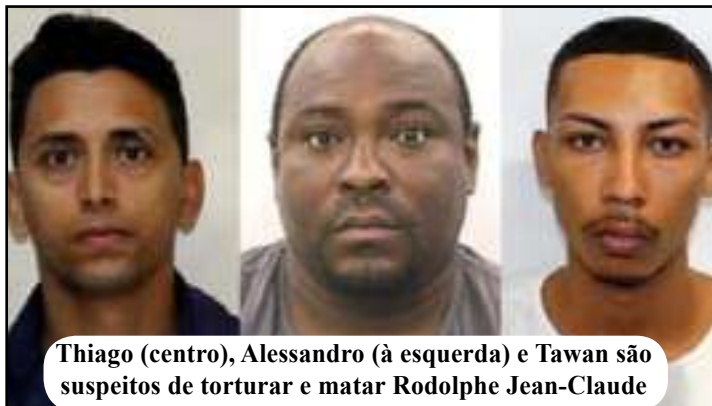 Thiago (centro), Alessandro (à esquerda) e Tawan são
suspeitos de torturar e matar Rodolphe Jean-Claude